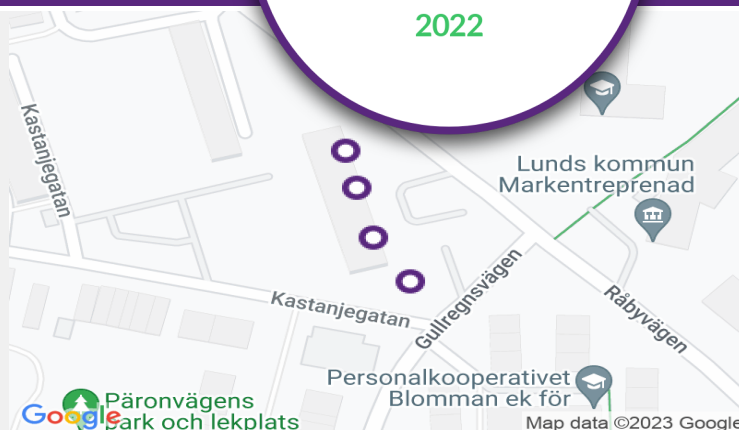 2022
Kastanjegatan
Lunds kommun
Markentreprenad
Kastanjegatan
Gullregnsvägen
Råbyvägen
Personalkooperativet
Blomman ek för
Päronvägens
park och lekplats
Google
Map data ©2023 Google